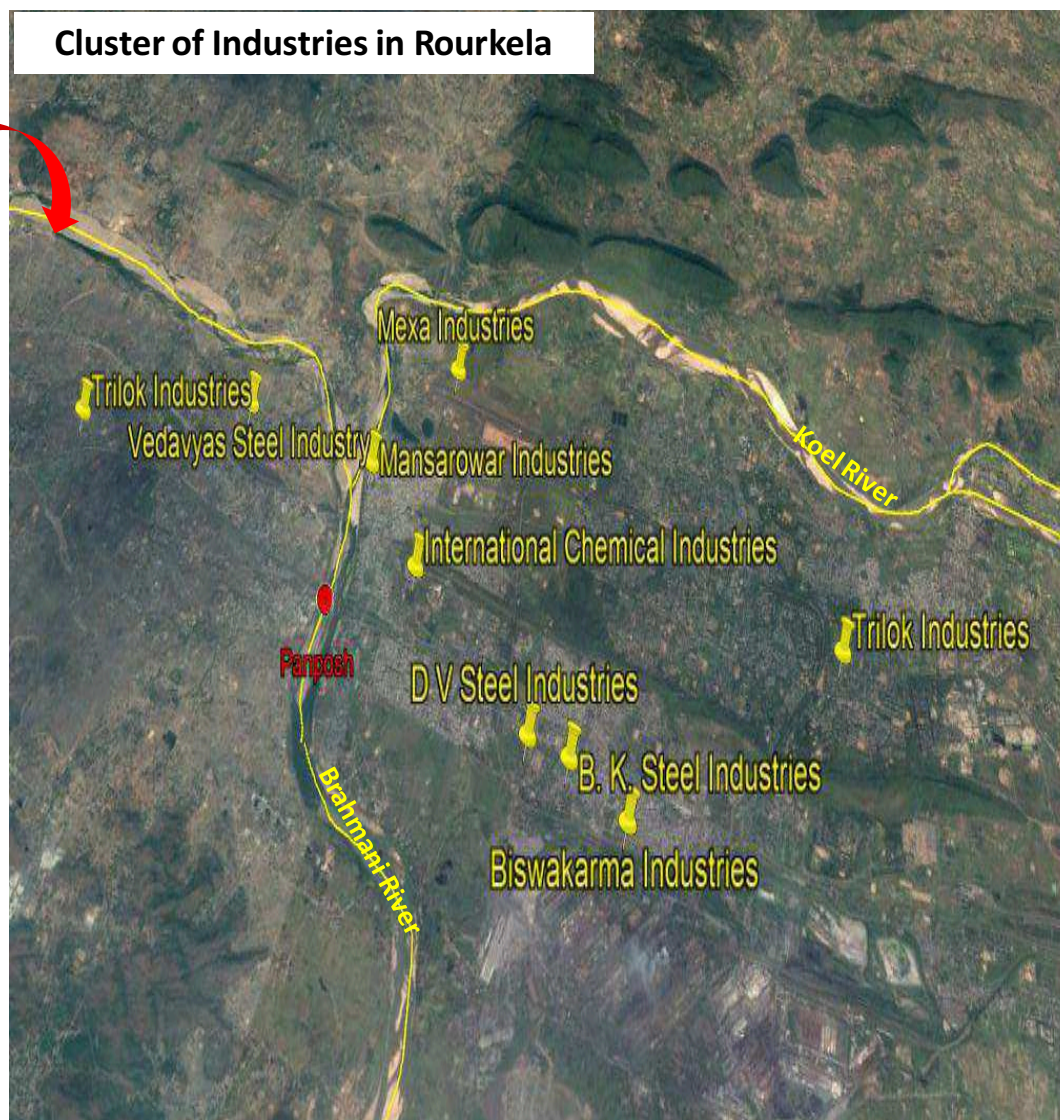 Cluster of Industries in Rourkela
Mexa Industries
Trilok Industries
Vedavyas Steel Industry
Mansarowar Industries
Koel River
International Chemical Industries
Trilok Industries
Panposh
D V Steel Industries
B. K. Steel Industries
Brahmani River
Biswakarma Industries